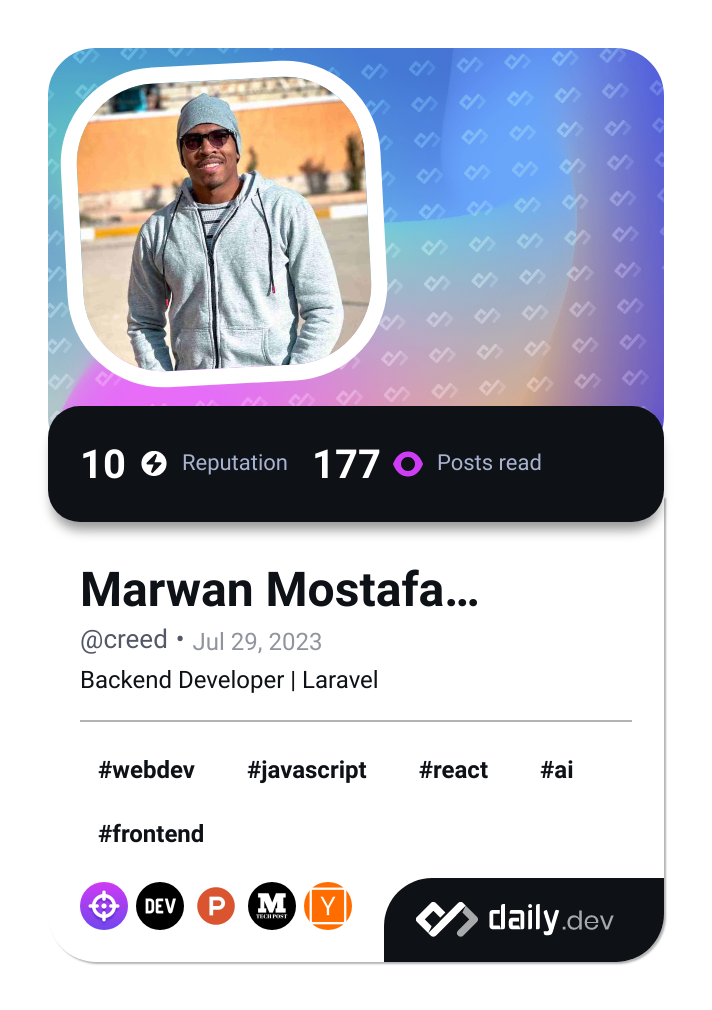 10 Reputation 177 Posts read
Marwan Mostafa...
@creed • Jul 29, 2023
Backend Developer | Laravel
#webdev #javascript #react #ai
#frontend
DEV P M TECH POST Y daily.dev